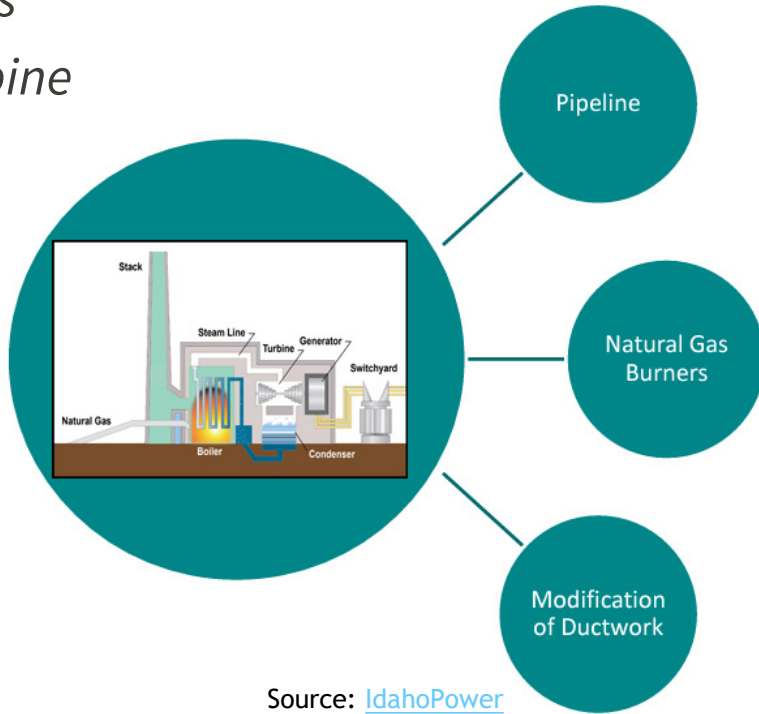 Pipeline
Stack
Steam Line
Turbine
Generator
Switchyard
Natural Gas
Boiler
Condenser
Natural Gas
Burners
Modification
of Ductwork
Source: IdahoPower